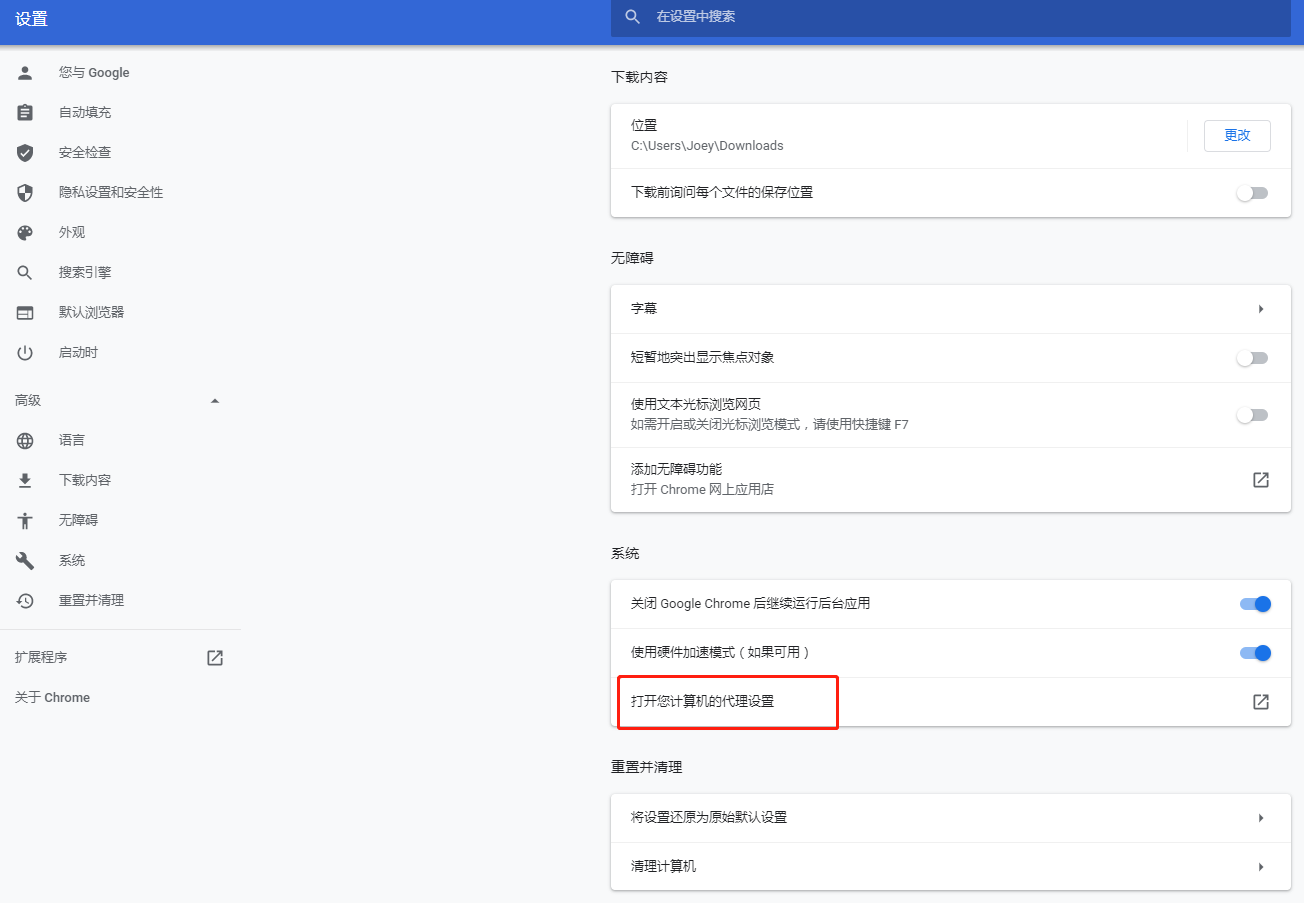 设置
在设置中搜索
您与 Google
自动填充
安全检查
隐私设置和安全性
外观
搜索引擎
默认浏览器
启动时
高级
语言
下载内容
无障碍
系统
重置并清理
扩展程序
关于 Chrome
下载内容
位置
C:\Users\Joey\Downloads
更改
下载前询问每个文件的保存位置
无障碍
字幕
短暂地突出显示焦点对象
使用文本光标浏览网页
如需开启或关闭光标浏览模式，请使用快捷键 F7
添加无障碍功能
打开 Chrome 网上应用店
系统
关闭 Google Chrome 后继续运行后台应用
使用硬件加速模式（如果可用）
打开您计算机的代理设置
重置并清理
将设置还原为原始默认设置
清理计算机